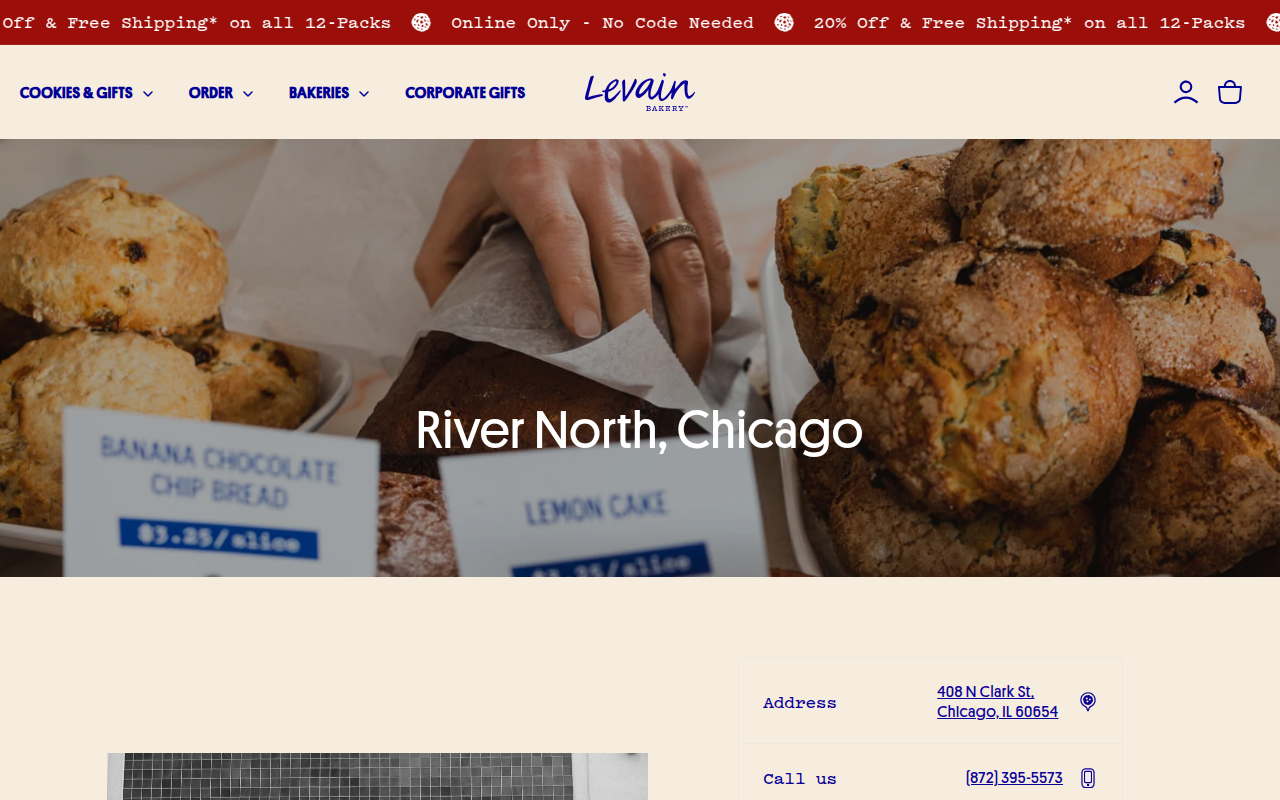 Off & Free Shipping* on all 12-Packs Online Only - No Code Needed 20% Off & Free Shipping* on all 12-Packs
COOKIES & GIFTS ORDER BAKERIES CORPORATE GIFTS
Levain
BAKERY™
River North, Chicago
BANANA CHOCOLATE
CHIP BREAD
$3.25/slice
LEMON CAKE
Address
408 N Clark St,
Chicago, IL 60654
Call us
(872) 395-5573